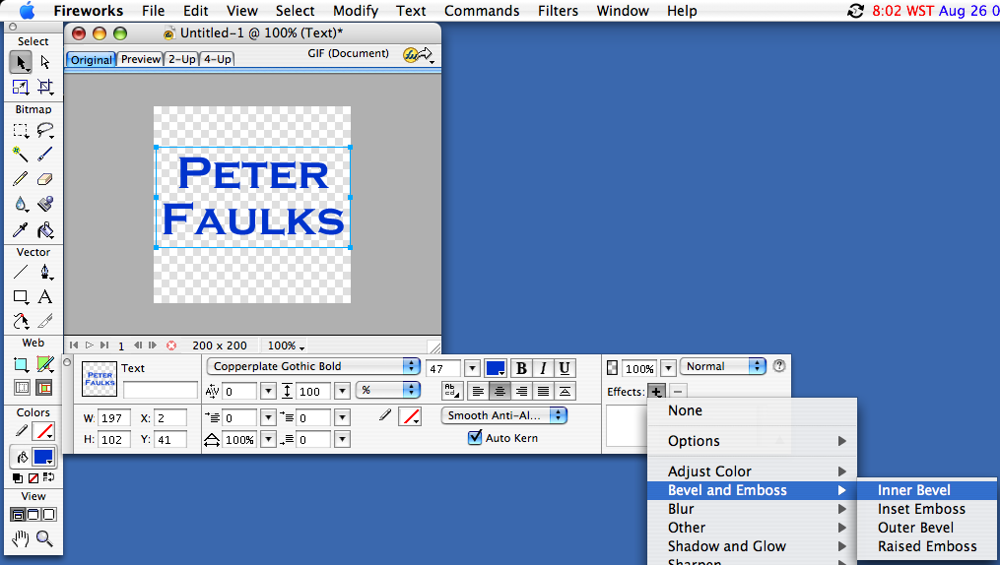 Fireworks File Edit View Select Modify Text Commands Filters Window Help 8:02 WST Aug 26 0
Select
Bitmap
Vector
Web
Colors
View
Untitled-1 @ 100% (Text)*
Original Preview 2-Up 4-Up GIF (Document)
Peter
Faulks
1 200 x 200 100%
Peter
Faulks
Text
W: 197 X: 2
H: 102 Y: 41
Copperplate Gothic Bold 47 B I U
AV 0 100 % Ab
0 0 Smooth Anti-Al...
100% 0 Auto Kern
100% Normal ?
Effects: + −
None
Options
Adjust Color
Bevel and Emboss
Blur
Other
Shadow and Glow
Sharpen
Inner Bevel
Inset Emboss
Outer Bevel
Raised Emboss